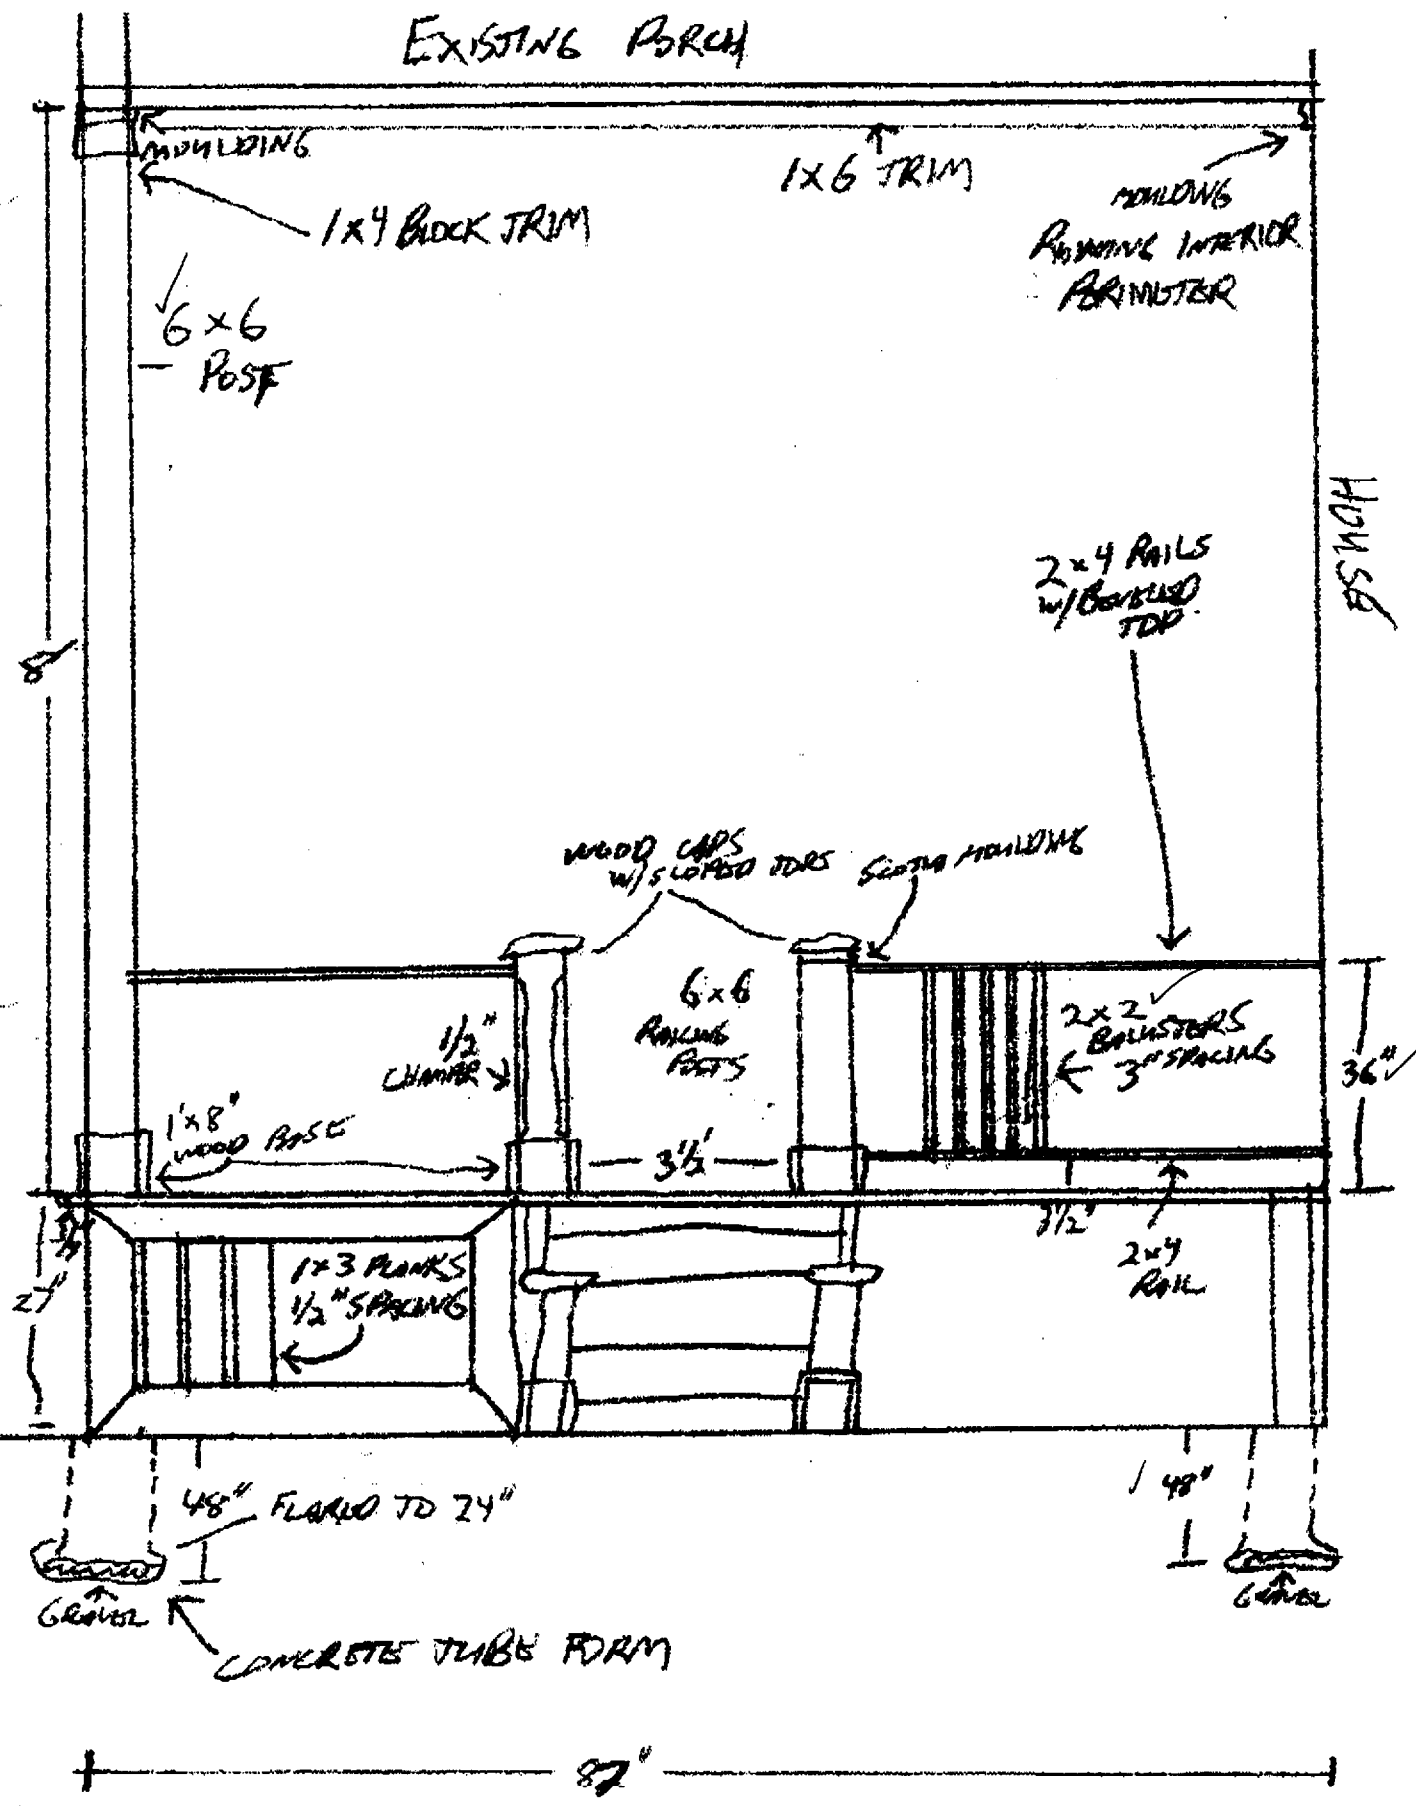 EXISTING PORCH
MOULDING
1x6 TRIM
1x4 BLOCK TRIM
MOULDING
INTERIOR
PERIMETER
6x6
POST
HOUSE
2x4 RAILS
w/BEVELED
TOP
8'
WOOD CAPS
w/SLOPED TOPS
SCOTIA MOULDING
6x6
RAILING
POSTS
1/2"
2x2
BALUSTERS
3" SPACING
36"
1'x8"
WOOD BASE
3 1/2'
3 1/2"
2x4
RAIL
27"
1x3 PLANKS
1/2" SPACING
48" FLARED TO 24"
48"
GRAVEL
GRAVEL
CONCRETE TUBE FORM
82"